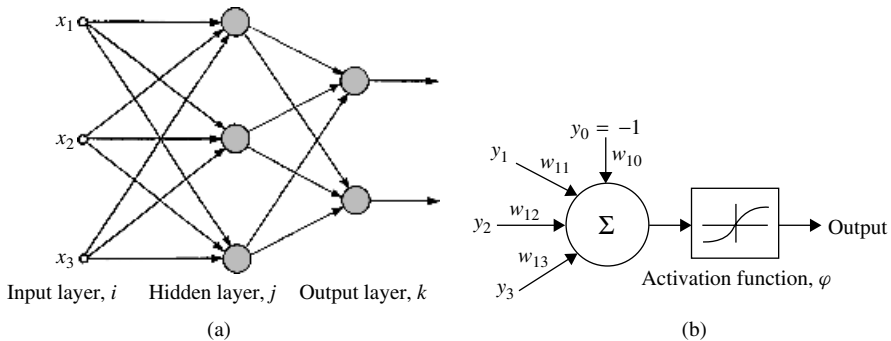 x1
x2
x3
Input layer, i
Hidden layer, j
Output layer, k
(a)
y0 = −1
y1
w11
w10
y2
w12
Σ
Output
w13
y3
Activation function, φ
(b)